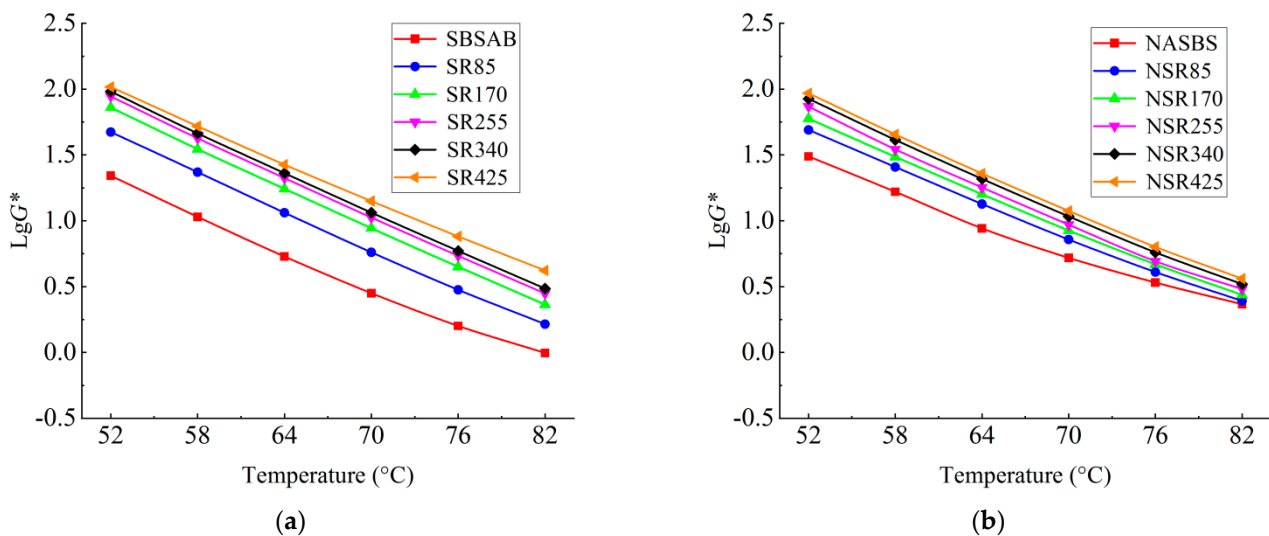 2.5
2.0
1.5
1.0
0.5
0.0
-0.5
LgG*
52 58 64 70 76 82
Temperature (°C)
SBSAB
SR85
SR170
SR255
SR340
SR425
(a)
2.5
2.0
1.5
1.0
0.5
0.0
-0.5
LgG*
52 58 64 70 76 82
Temperature (°C)
NASBS
NSR85
NSR170
NSR255
NSR340
NSR425
(b)